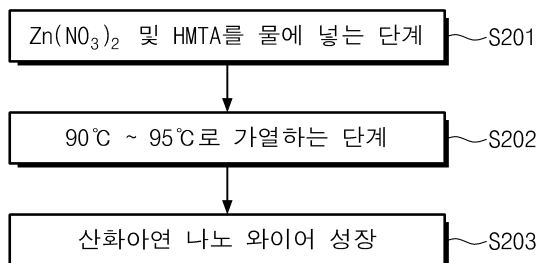 Zn(NO₃)₂ 및 HMTA를 물에 넣는 단계
S201
90℃ ~ 95℃로 가열하는 단계
S202
산화아연 나노 와이어 성장
S203